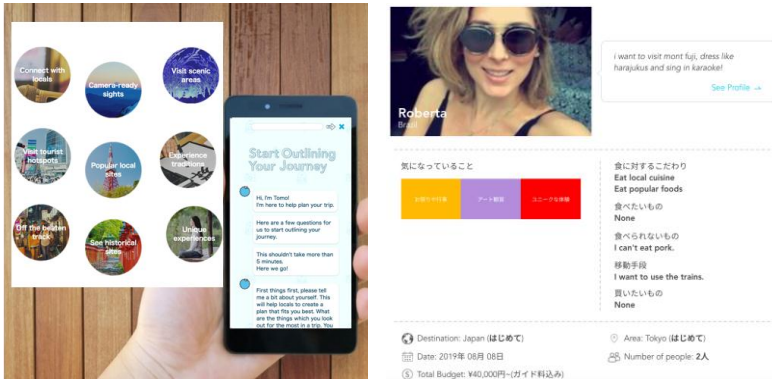 Connect with
locals
Camera-ready
sights
Visit scenic
areas
Visit tourist
hotspots
Popular local
sites
Experience
traditions
Off the beaten
track
See historical
sites
Unique
experiences
Start Outlining
Your Journey
Hi, I'm Tomo!
I'm here to help plan your trip.
Here are a few questions for
us to start outlining your
journey.
This shouldn't take more than
5 minutes.
Here we go!
First things first, please tell
me a bit about yourself. This
will help locals to create a
plan that fits you best. What
are the things which you look
out for the most in a trip. You
Roberta
Brazil
i want to visit mont fuji, dress like
harajukus and sing in karaoke!
See Profile →
気になっていること
アート観賞
ユニークな体験
食に対するこだわり
Eat local cuisine
Eat popular foods
食べたいもの
None
食べられないもの
I can't eat pork.
移動手段
I want to use the trains.
買いたいもの
None
Destination: Japan (はじめて)
Area: Tokyo (はじめて)
Date: 2019年 08月 08日
Number of people: 2人
Total Budget: ¥40,000円~(ガイド料込み)